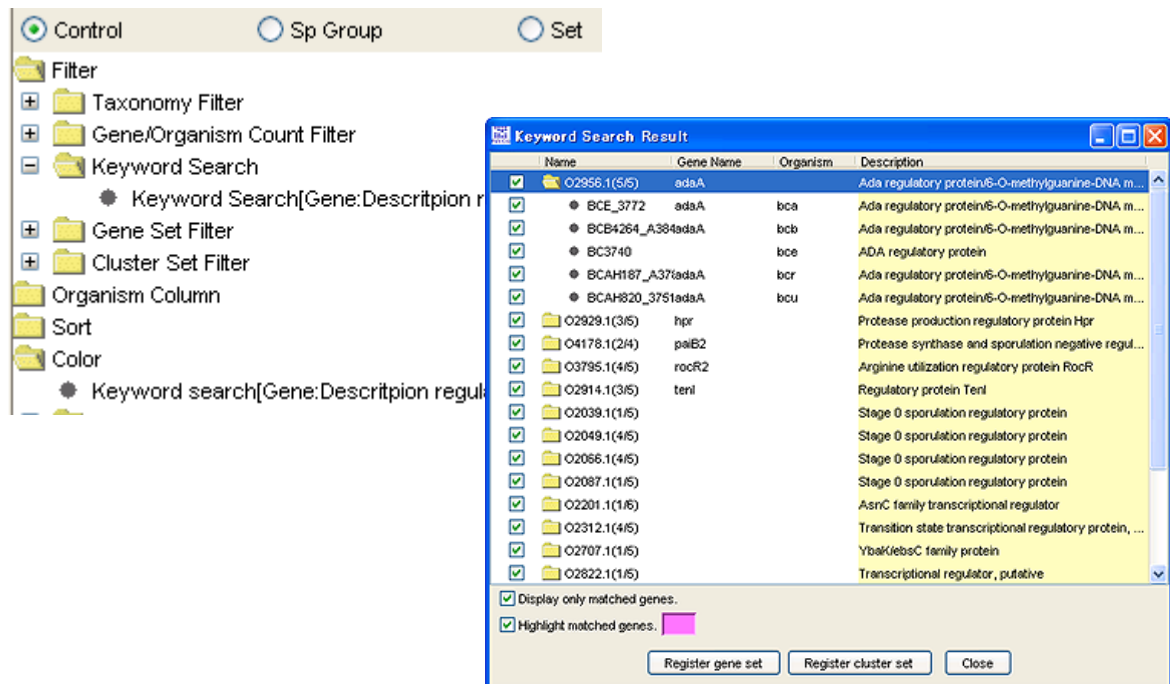 Control Sp Group Set
Filter
Taxonomy Filter
Gene/Organism Count Filter
Keyword Search
Keyword Search[Gene:Descritpion r
Gene Set Filter
Cluster Set Filter
Organism Column
Sort
Color
Keyword search[Gene:Descritpion regul
Keyword Search Result
Name Gene Name Organism Description
O2956.1(5/5) adaA Ada regulatory protein/6-O-methylguanine-DNA m...
BCE_3772 adaA bca Ada regulatory protein/6-O-methylguanine-DNA m...
BCB4264_A384 adaA bcb Ada regulatory protein/6-O-methylguanine-DNA m...
BC3740 bce ADA regulatory protein
BCAH187_A376 adaA bcr Ada regulatory protein/6-O-methylguanine-DNA m...
BCAH820_3751 adaA bcu Ada regulatory protein/6-O-methylguanine-DNA m...
O2929.1(3/5) hpr Protease production regulatory protein Hpr
O4178.1(2/4) paiB2 Protease synthase and sporulation negative regul...
O3795.1(4/5) rocR2 Arginine utilization regulatory protein RocR
O2914.1(3/5) tenI Regulatory protein TenI
O2039.1(1/5) Stage 0 sporulation regulatory protein
O2049.1(4/5) Stage 0 sporulation regulatory protein
O2066.1(4/5) Stage 0 sporulation regulatory protein
O2087.1(1/5) Stage 0 sporulation regulatory protein
O2201.1(1/6) AsnC family transcriptional regulator
O2312.1(4/5) Transition state transcriptional regulatory protein, ...
O2707.1(1/5) YbaK/ebsC family protein
O2822.1(1/5) Transcriptional regulator, putative
Display only matched genes.
Highlight matched genes.
Register gene set Register cluster set Close